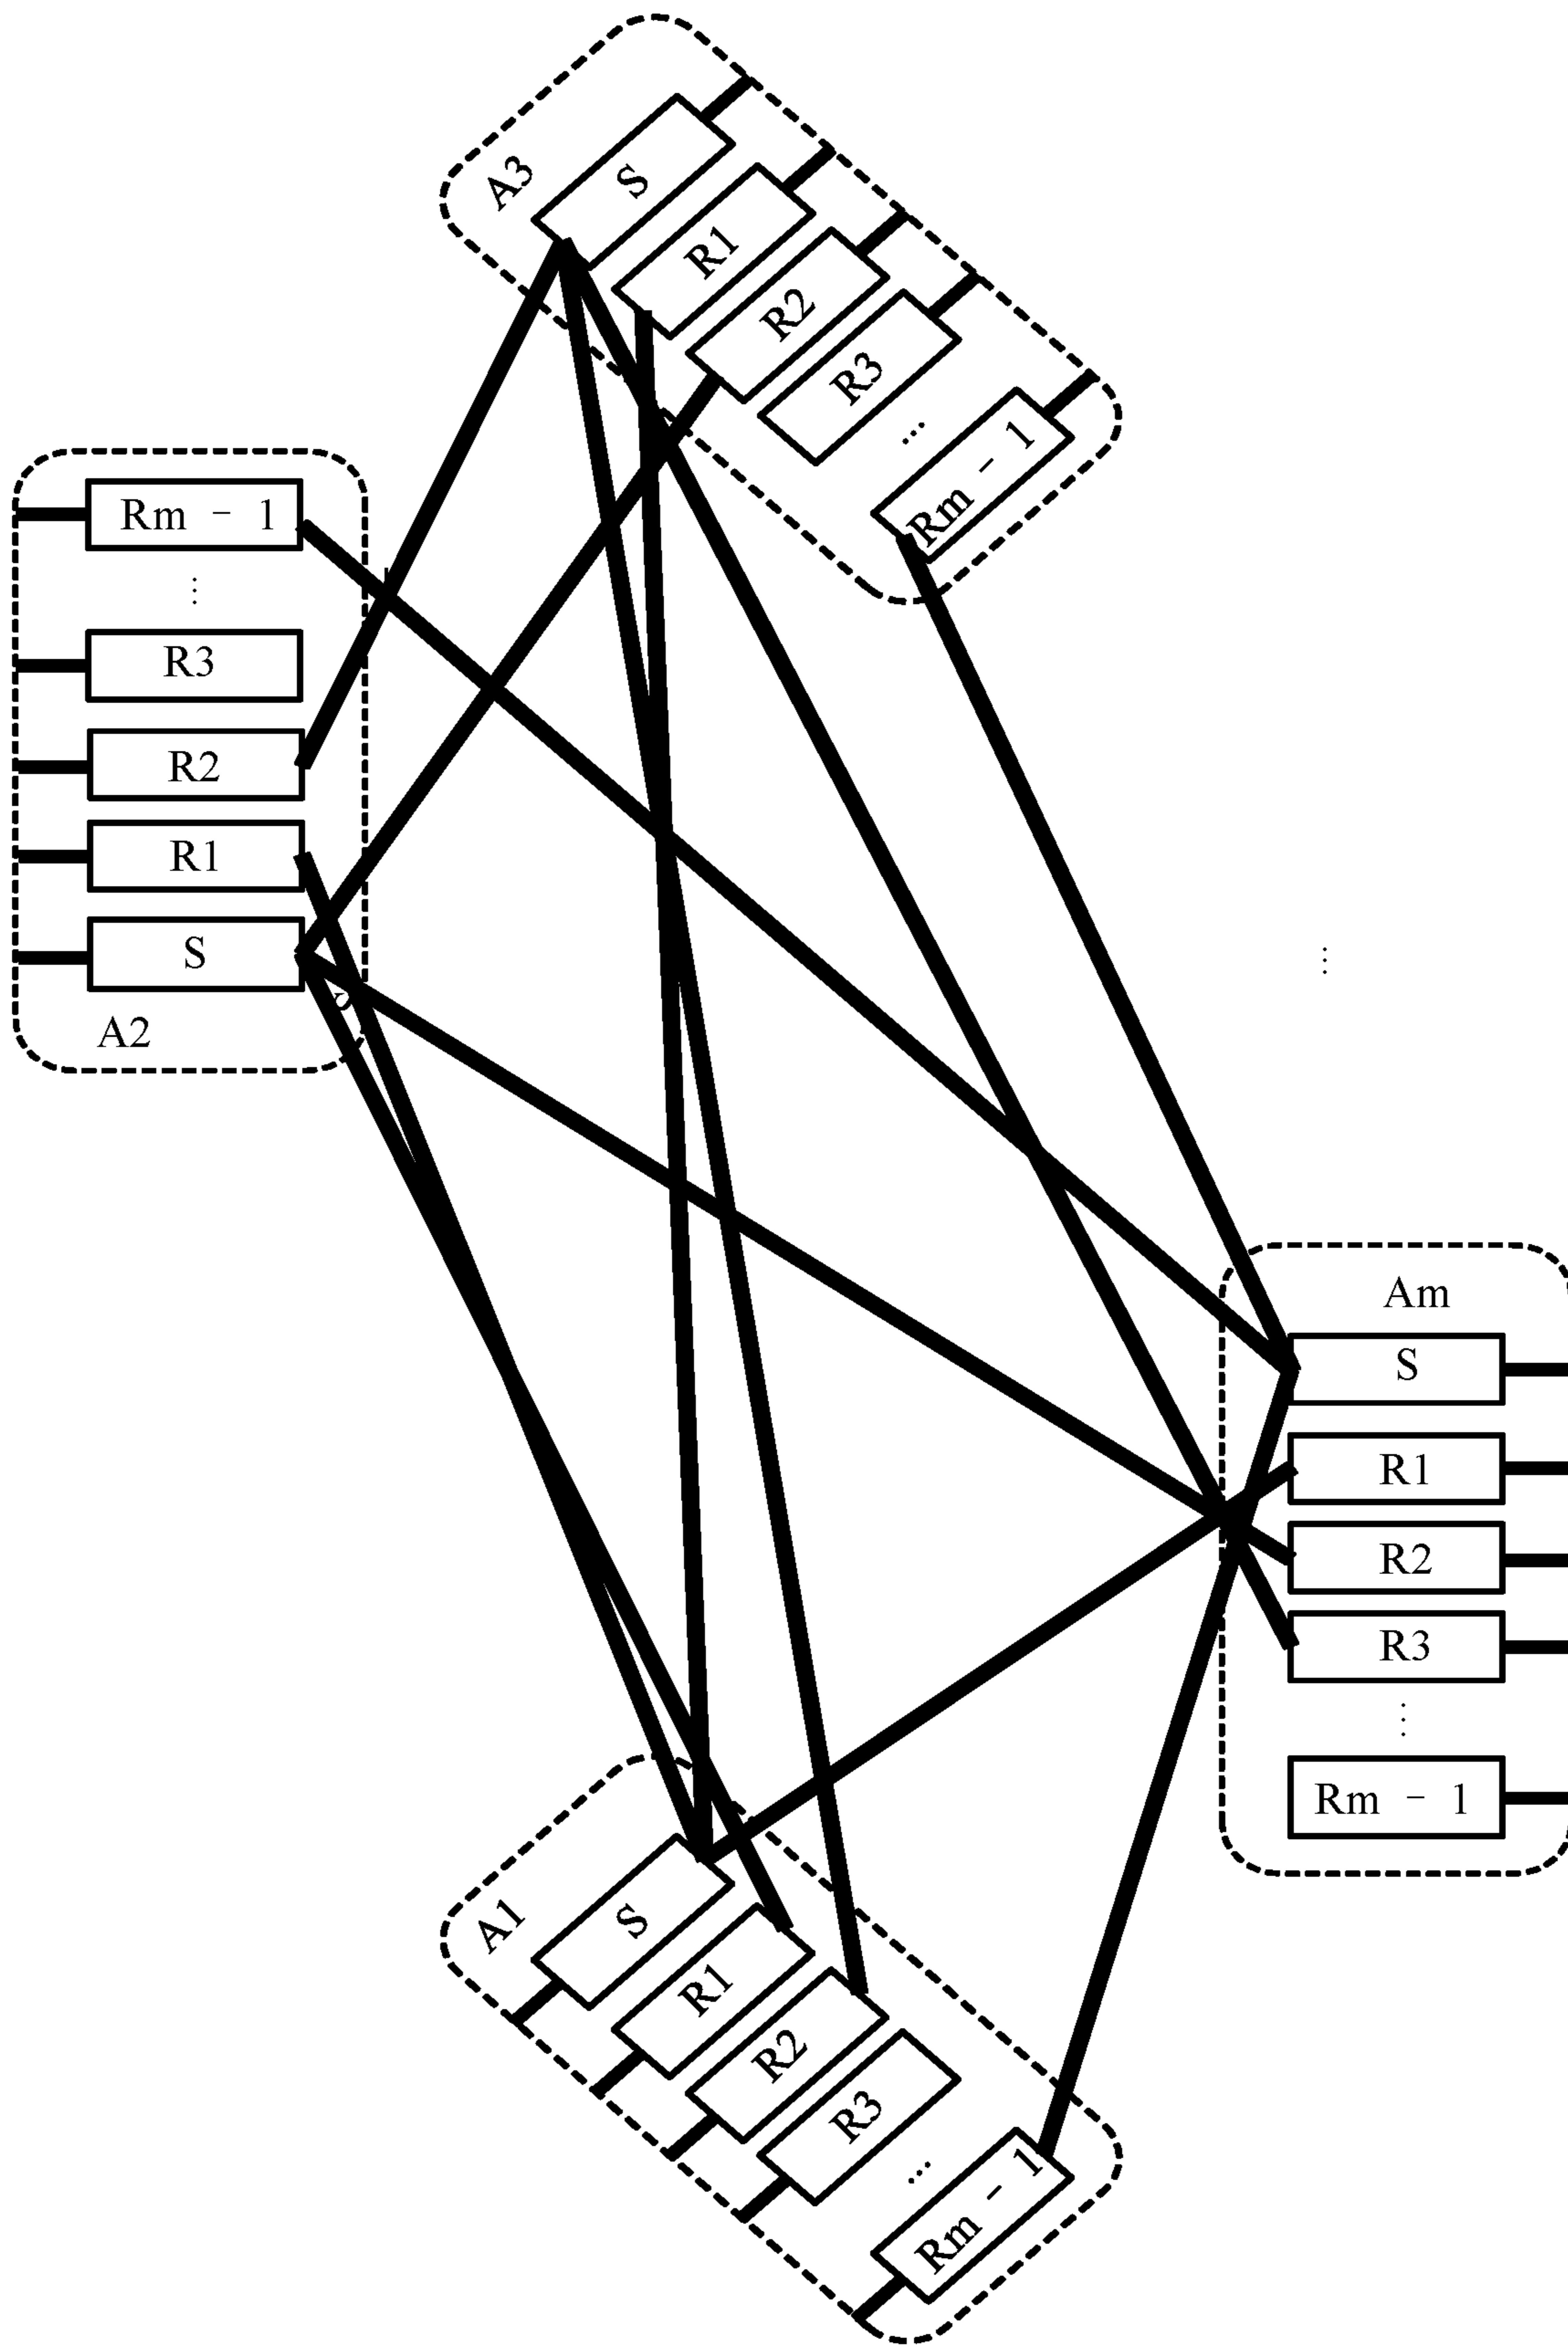 A3
S
R1
R2
R3
...
Rm - 1
Rm - 1
⋮
R3
R2
R1
S
A2
⋮
Am
S
R1
R2
R3
⋮
Rm - 1
A1
S
R1
R2
R3
...
Rm - 1